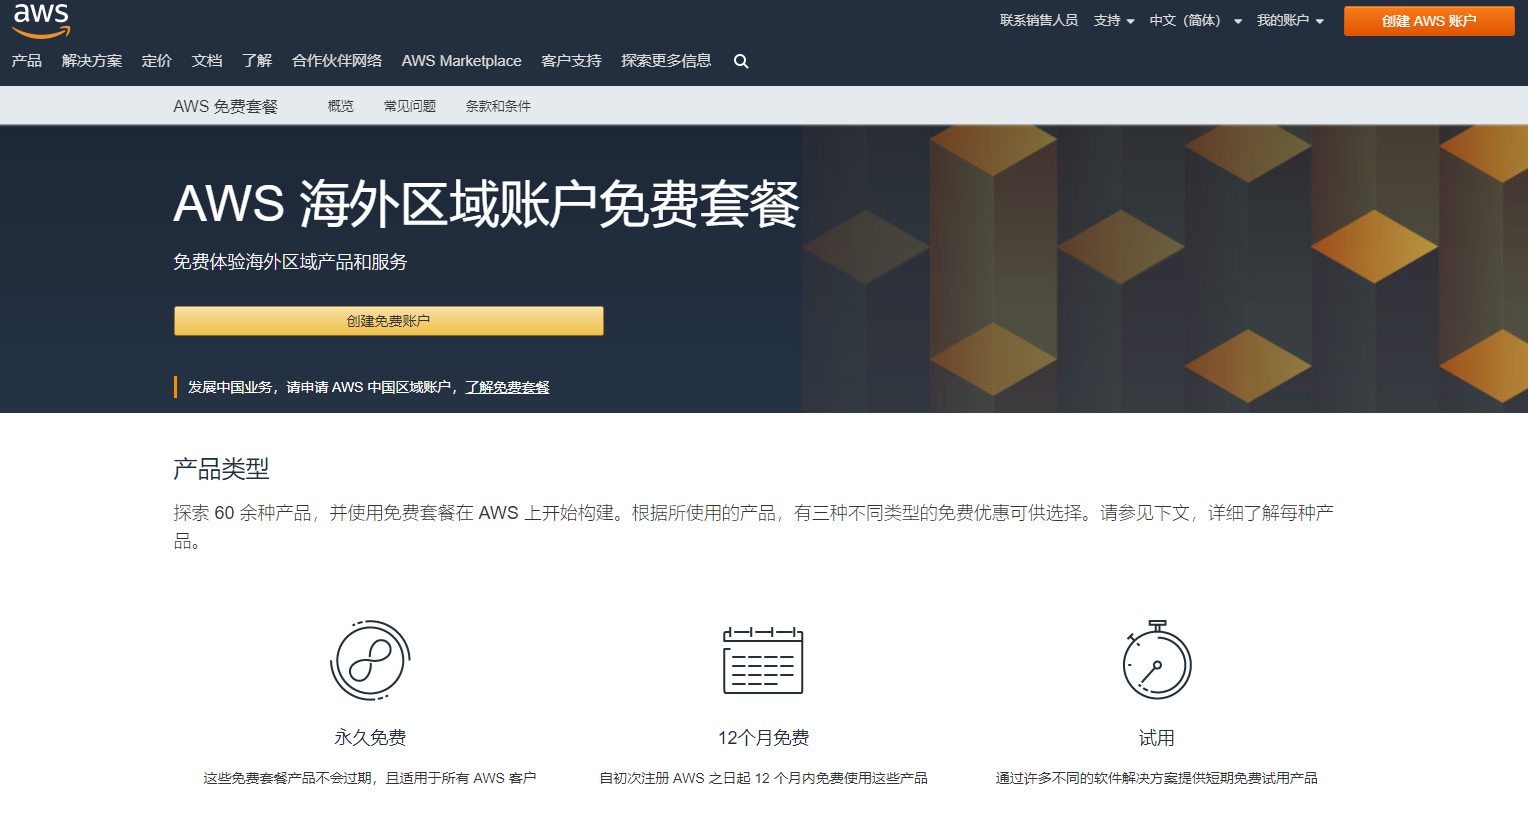 aws
联系销售人员 支持 中文（简体） 我的账户 创建 AWS 账户
产品 解决方案 定价 文档 了解 合作伙伴网络 AWS Marketplace 客户支持 探索更多信息
AWS 免费套餐 概览 常见问题 条款和条件
AWS 海外区域账户免费套餐
免费体验海外区域产品和服务
创建免费账户
发展中国业务，请申请 AWS 中国区域账户，了解免费套餐
产品类型
探索 60 余种产品，并使用免费套餐在 AWS 上开始构建。根据所使用的产品，有三种不同类型的免费优惠可供选择。请参见下文，详细了解每种产
品。
永久免费
这些免费套餐产品不会过期，且适用于所有 AWS 客户
12个月免费
自初次注册 AWS 之日起 12 个月内免费使用这些产品
试用
通过许多不同的软件解决方案提供短期免费试用产品